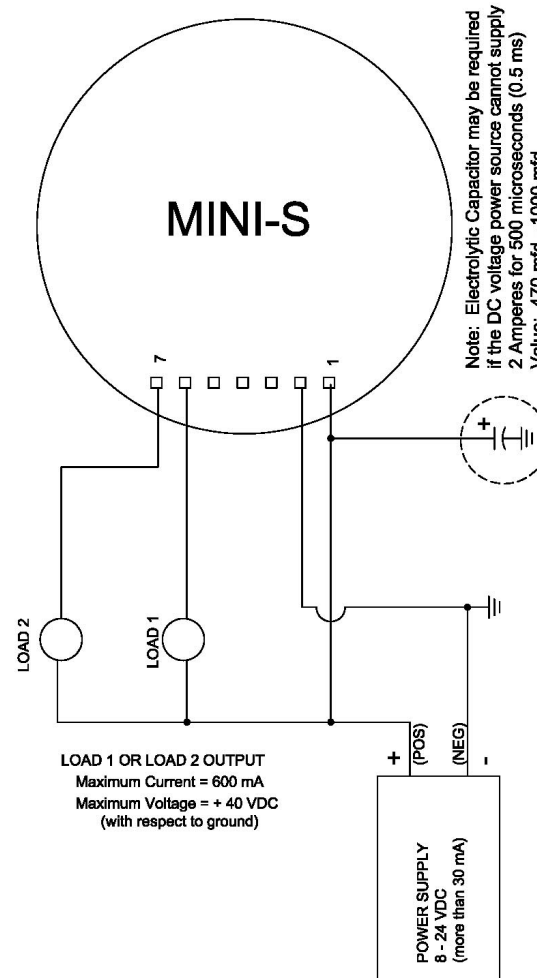 MINI-S
7
1
Note: Electrolytic Capacitor may be required
if the DC voltage power source cannot supply
2 Amperes for 500 microseconds (0.5 ms)
+
LOAD 2
LOAD 1
LOAD 1 OR LOAD 2 OUTPUT
Maximum Current = 600 mA
Maximum Voltage = + 40 VDC
(with respect to ground)
+
(POS)
(NEG)
-
POWER SUPPLY
8 - 24 VDC
(more than 30 mA)